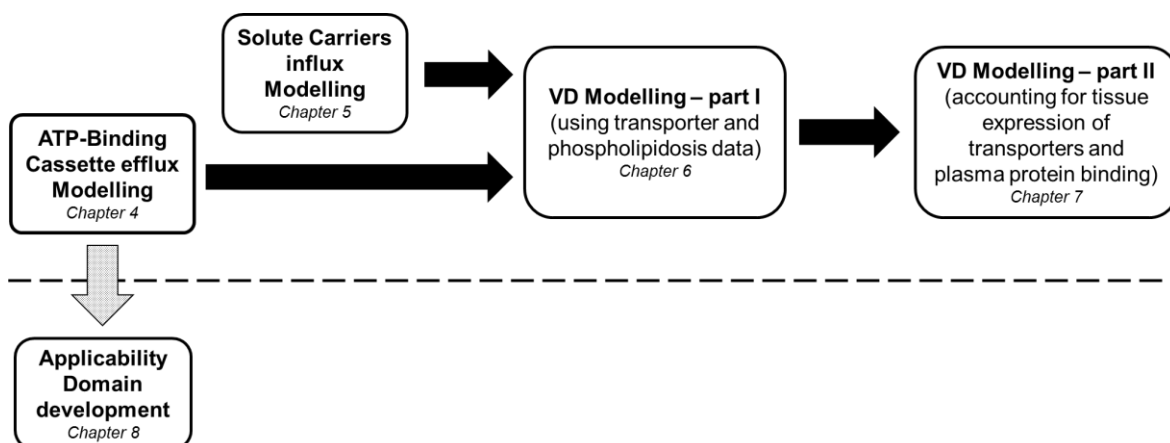 Solute Carriers
influx
Modelling
Chapter 5
ATP-Binding
Cassette efflux
Modelling
Chapter 4
VD Modelling – part I
(using transporter and
phospholipidosis data)
Chapter 6
VD Modelling – part II
(accounting for tissue
expression of
transporters and
plasma protein binding)
Chapter 7
Applicability
Domain
development
Chapter 8